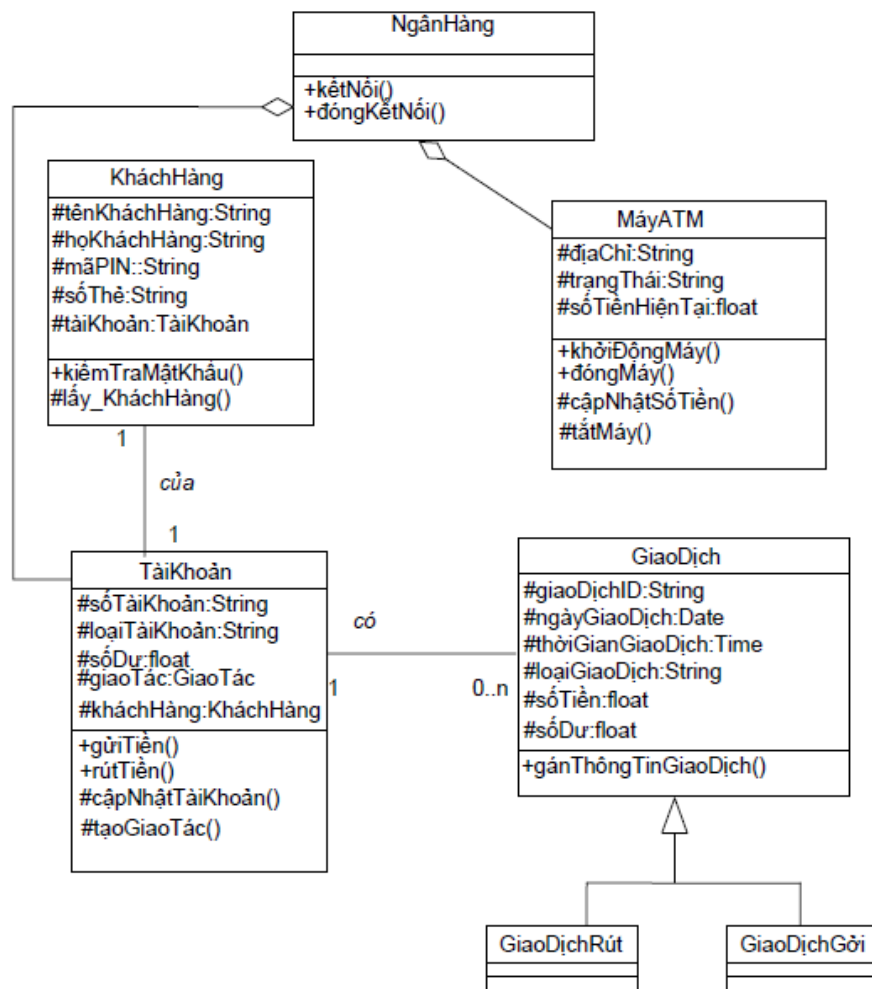 NgânHàng
+kếtNối()
+đóngKếtNối()
KháchHàng
#tênKháchHàng:String
#họKháchHàng:String
#mãPIN::String
#sốThẻ:String
#tàiKhoản:TàiKhoản
+kiểmTraMậtKhẩu()
#lấy_KháchHàng()
MáyATM
#địaChỉ:String
#trạngThái:String
#sốTiềnHiệnTại:float
+khởiĐộngMáy()
+đóngMáy()
#cậpNhậtSốTiền()
#tắtMáy()
1
của
1
TàiKhoản
#sốTàiKhoản:String
#loạiTàiKhoản:String
#sốDư:float
#giaoTác:GiaoTác
#kháchHàng:KháchHàng
+gửiTiền()
+rútTiền()
#cậpNhậtTàiKhoản()
#tạoGiaoTác()
có
1
0..n
GiaoDịch
#giaoDịchID:String
#ngàyGiaoDịch:Date
#thờiGianGiaoDịch:Time
#loạiGiaoDịch:String
#sốTiền:float
#sốDư:float
+gánThôngTinGiaoDịch()
GiaoDịchRút
GiaoDịchGởi